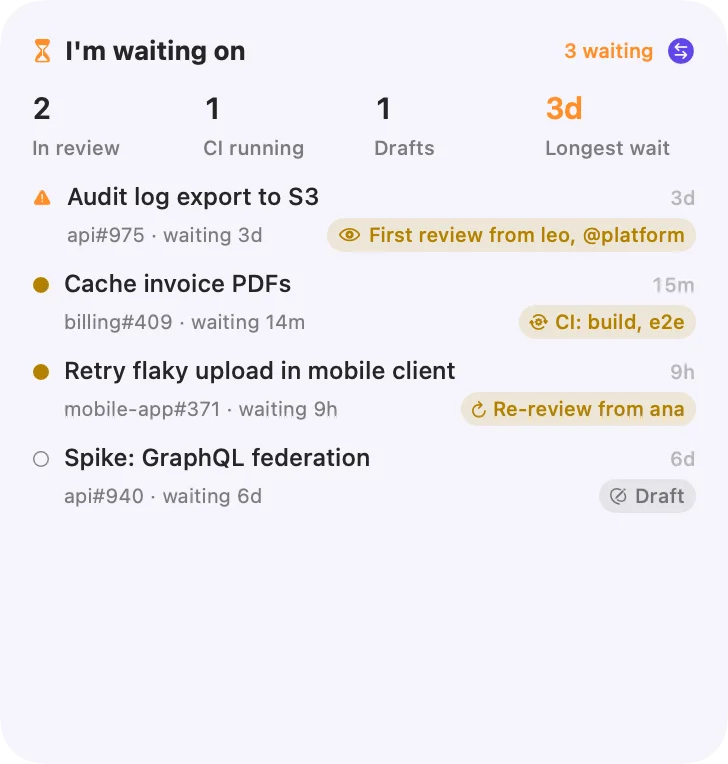 I'm waiting on
3 waiting
2
1
1
3d
In review
CI running
Drafts
Longest wait
Audit log export to S3
3d
api#975 · waiting 3d
First review from leo, @platform
Cache invoice PDFs
15m
billing#409 · waiting 14m
CI: build, e2e
Retry flaky upload in mobile client
9h
mobile-app#371 · waiting 9h
Re-review from ana
Spike: GraphQL federation
6d
api#940 · waiting 6d
Draft